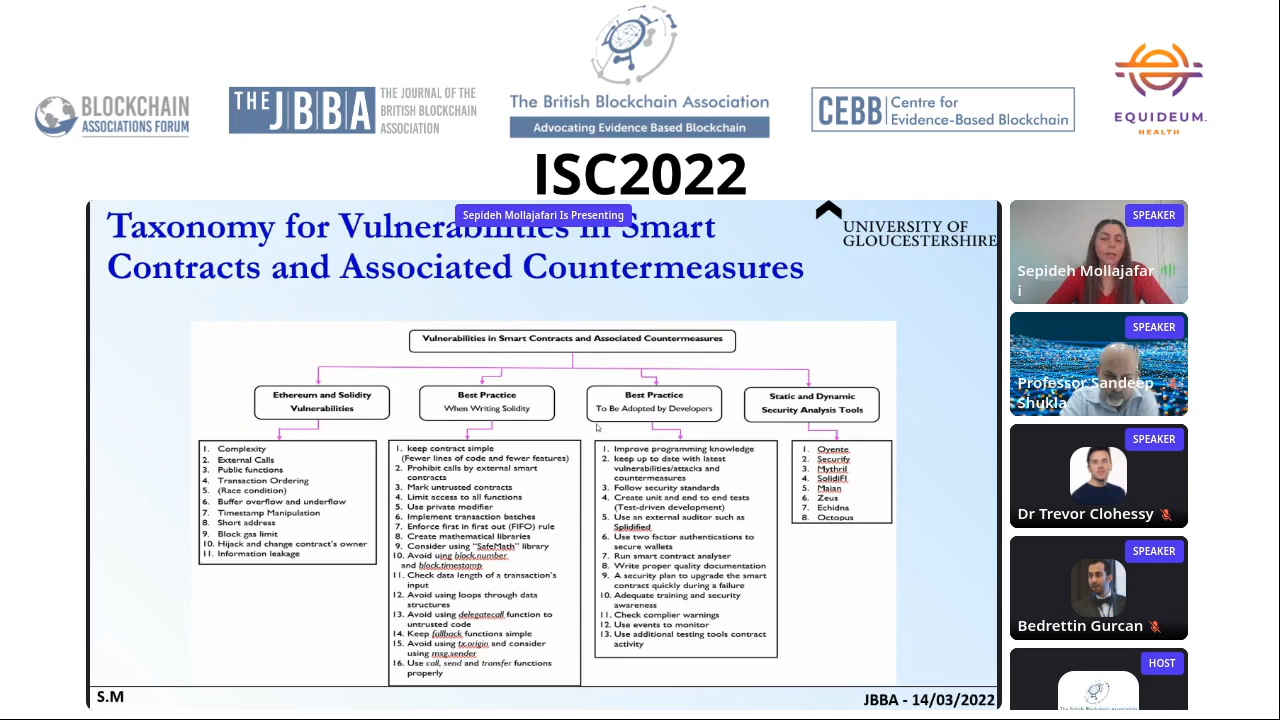 BLOCKCHAIN
ASSOCIATIONS FORUM
THE JBBA
THE JOURNAL OF THE
BRITISH BLOCKCHAIN
ASSOCIATION
The British Blockchain Association
Advocating Evidence Based Blockchain
CEBB
Centre for
Evidence-Based Blockchain
EQUIDEUM
HEALTH
ISC2022
Sepideh Mollajafari Is Presenting
Taxonomy for Vulnerabilities in Smart
Contracts and Associated Countermeasures
UNIVERSITY OF
GLOUCESTERSHIRE
Vulnerabilities in Smart Contracts and Associated Countermeasures
Ethereum and Solidity
Vulnerabilities
1. Complexity
2. External Calls
3. Public functions
4. Transaction Ordering
5. (Race condition)
6. Buffer overflow and underflow
7. Timestamp Manipulation
8. Short address
9. Block gas limit
10. Hijack and change contract's owner
11. Information leakage
Best Practice
When Writing Solidity
1. keep contract simple
(Fewer lines of code and fewer features)
2. Prohibit calls by external smart
contracts
3. Mark untrusted contracts
4. Limit access to all functions
5. Use private modifier
6. Implement transaction batches
7. Enforce first in first out (FIFO) rule
8. Create mathematical libraries
9. Consider using "SafeMath" library
10. Avoid using block.number
and block.timestamp
11. Check data length of a transaction's
input
12. Avoid using loops through data
structures
13. Avoid using delegatecall function to
untrusted code
14. Keep fallback functions simple
15. Avoid using tx.origin and consider
using msg.sender
16. Use call, send and transfer functions
properly
Best Practice
To Be Adopted by Developers
1. Improve programming knowledge
2. keep up to date with latest
vulnerabilities/attacks and
countermeasures
3. Follow security standards
4. Create unit and end to end tests
(Test-driven development)
5. Use an external auditor such as
Splidified
6. Use two factor authentications to
secure wallets
7. Run smart contract analyser
8. Write proper quality documentation
9. A security plan to upgrade the smart
contract quickly during a failure
10. Adequate training and security
awareness
11. Check complier warnings
12. Use events to monitor
13. Use additional testing tools contract
activity
Static and Dynamic
Security Analysis Tools
1. Oyente
2. Securify
3. Mythril
4. SolidiFI
5. Maian
6. Zeus
7. Echidna
8. Octopus
S.M
JBBA - 14/03/2022
SPEAKER
Sepideh Mollajafar
i
SPEAKER
Professor Sandeep
Shukla
SPEAKER
Dr Trevor Clohessy
SPEAKER
Bedrettin Gurcan
HOST